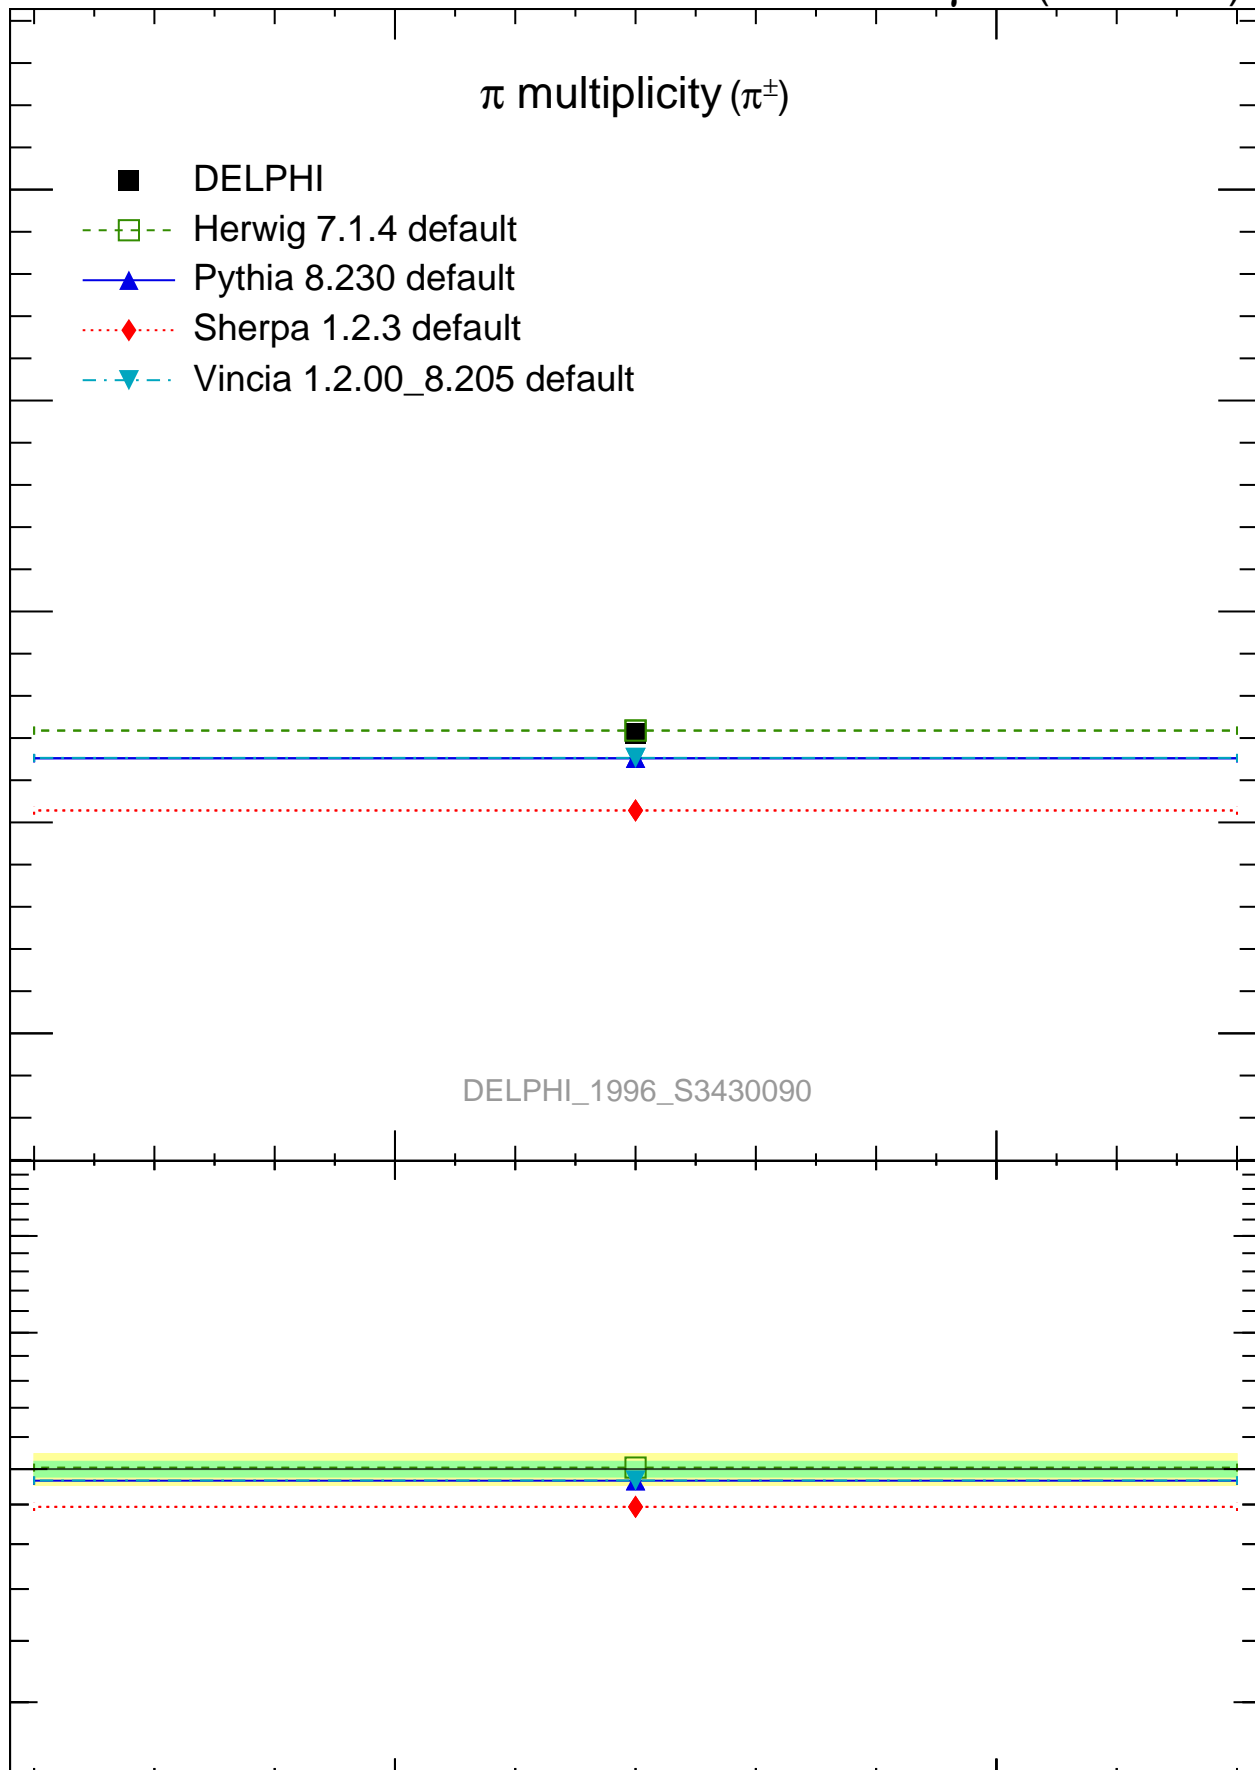 π multiplicity (π±)
DELPHI
Herwig 7.1.4 default
Pythia 8.230 default
Sherpa 1.2.3 default
Vincia 1.2.00_8.205 default
DELPHI_1996_S3430090